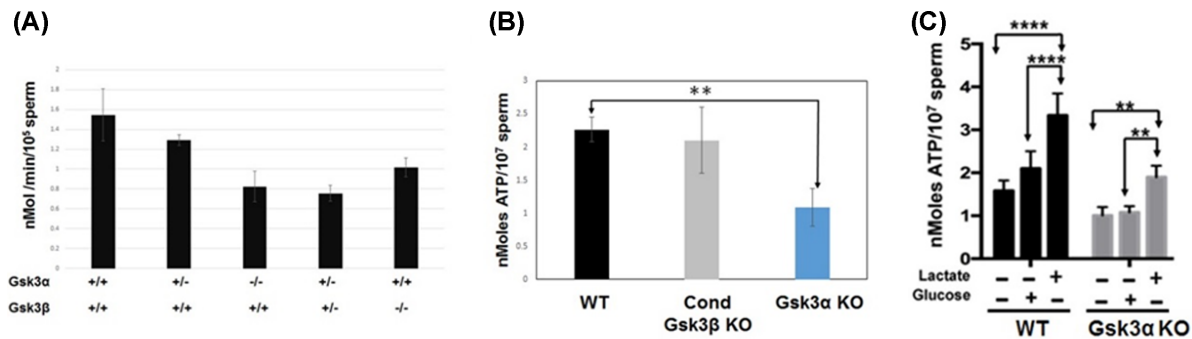 (A)
nMol /min/10⁵ sperm
2
1.8
1.6
1.4
1.2
1
0.8
0.6
0.4
0.2
0
Gsk3α +/+ +/- -/- +/- +/+
Gsk3β +/+ +/+ +/+ +/- -/-
(B)
nMoles ATP/10⁷ sperm
3
2.5
2
1.5
1
0.5
0
**
WT
Cond
Gsk3β KO
Gsk3α KO
(C)
nMoles ATP/10⁷ sperm
5
4
3
2
1
0
****
****
**
**
Lactate − − + − − +
Glucose − + − − + −
WT
Gsk3α KO